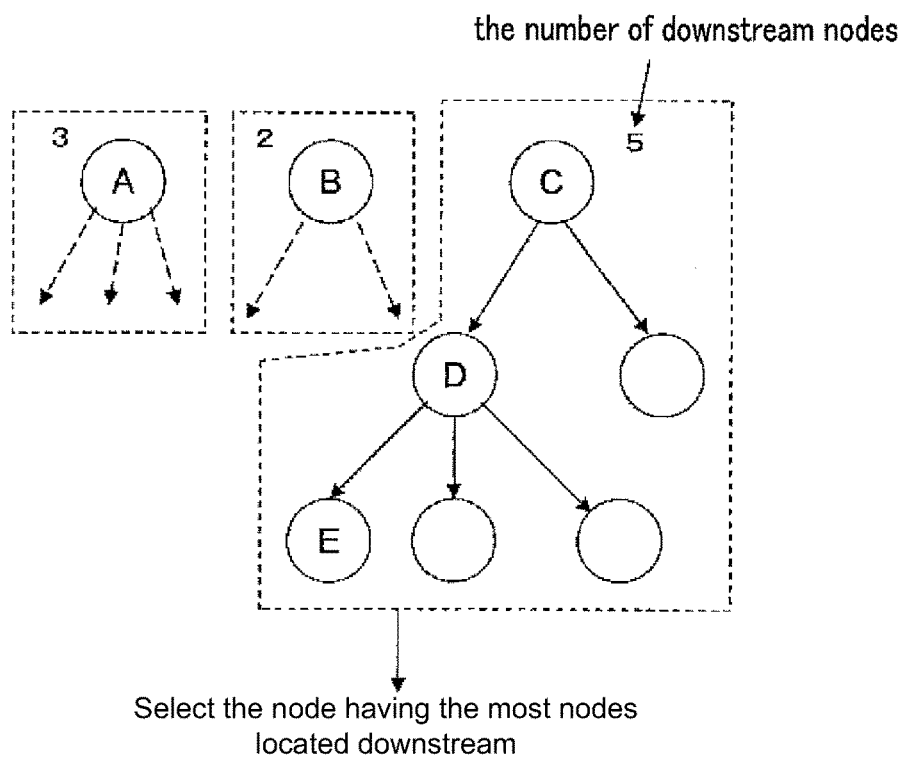 the number of downstream nodes
3
A
2
B
5
C
D
E
Select the node having the most nodes
located downstream